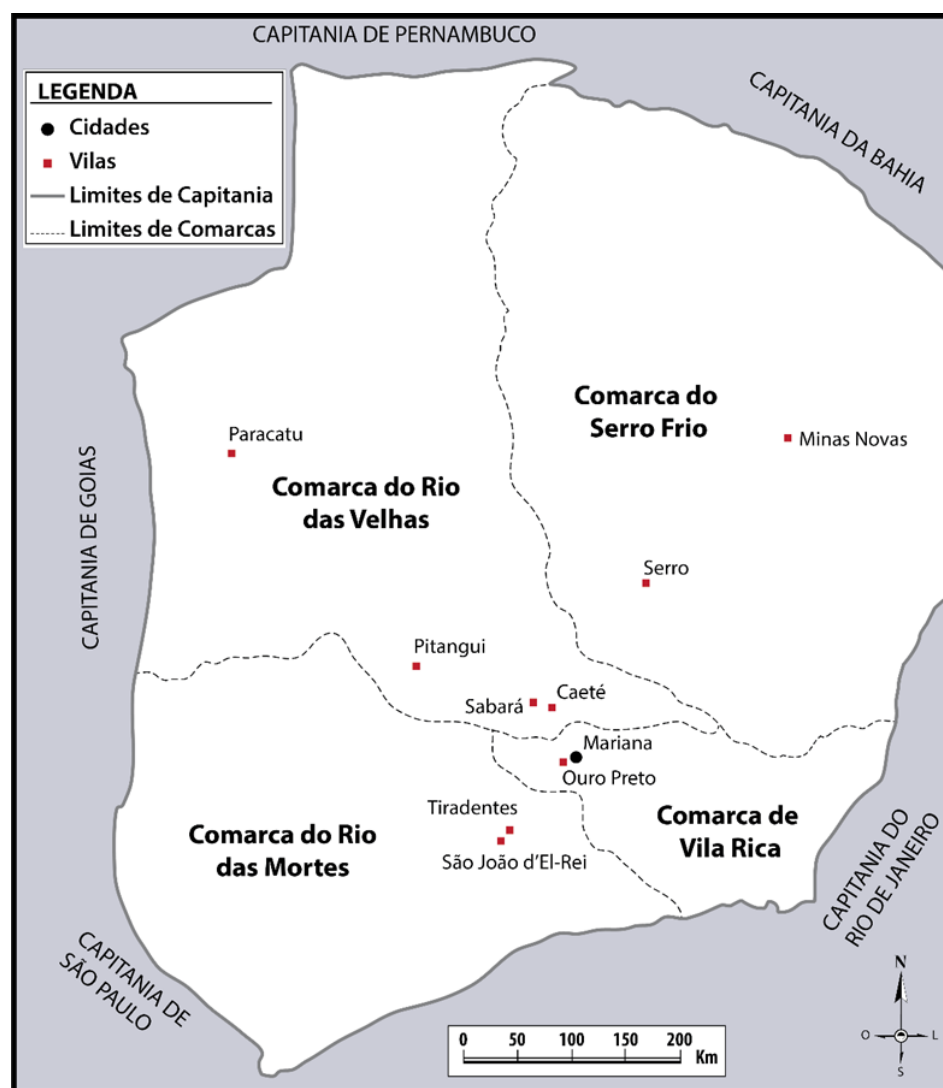 CAPITANIA DE PERNAMBUCO
LEGENDA
Cidades
Vilas
Limites de Capitania
Limites de Comarcas
CAPITANIA DA BAHIA
Comarca do
Serro Frio
Minas Novas
Paracatu
Comarca do Rio
das Velhas
CAPITANIA DE GOIAS
Serro
Pitangui
Sabará
Caeté
Mariana
Ouro Preto
Tiradentes
São João d'El-Rei
Comarca do Rio
das Mortes
Comarca de
Vila Rica
CAPITANIA DO
RIO DE JANEIRO
CAPITANIA DE
SÃO PAULO
N
O
L
S
0 50 100 150 200
Km